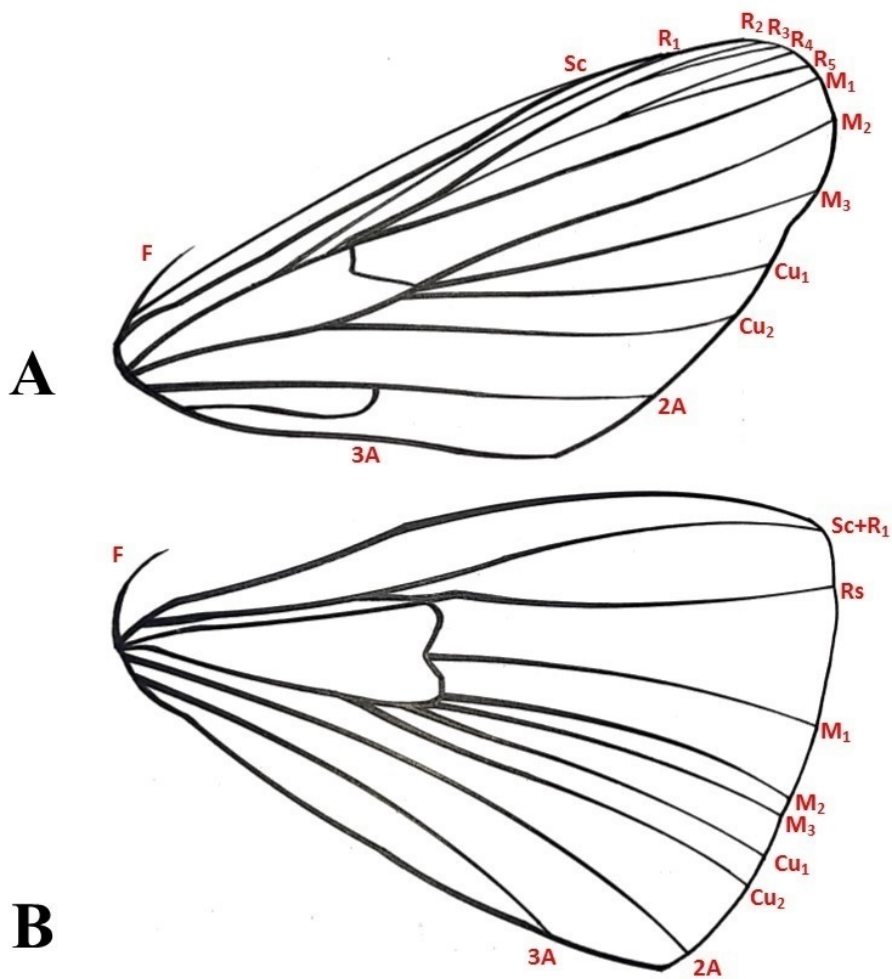 R₂
R₃
R₄
R₁
Sc
R₅
M₁
M₂
M₃
F
Cu₁
Cu₂
A
2A
3A
Sc+R₁
F
Rs
M₁
M₂
M₃
Cu₁
Cu₂
B
3A
2A